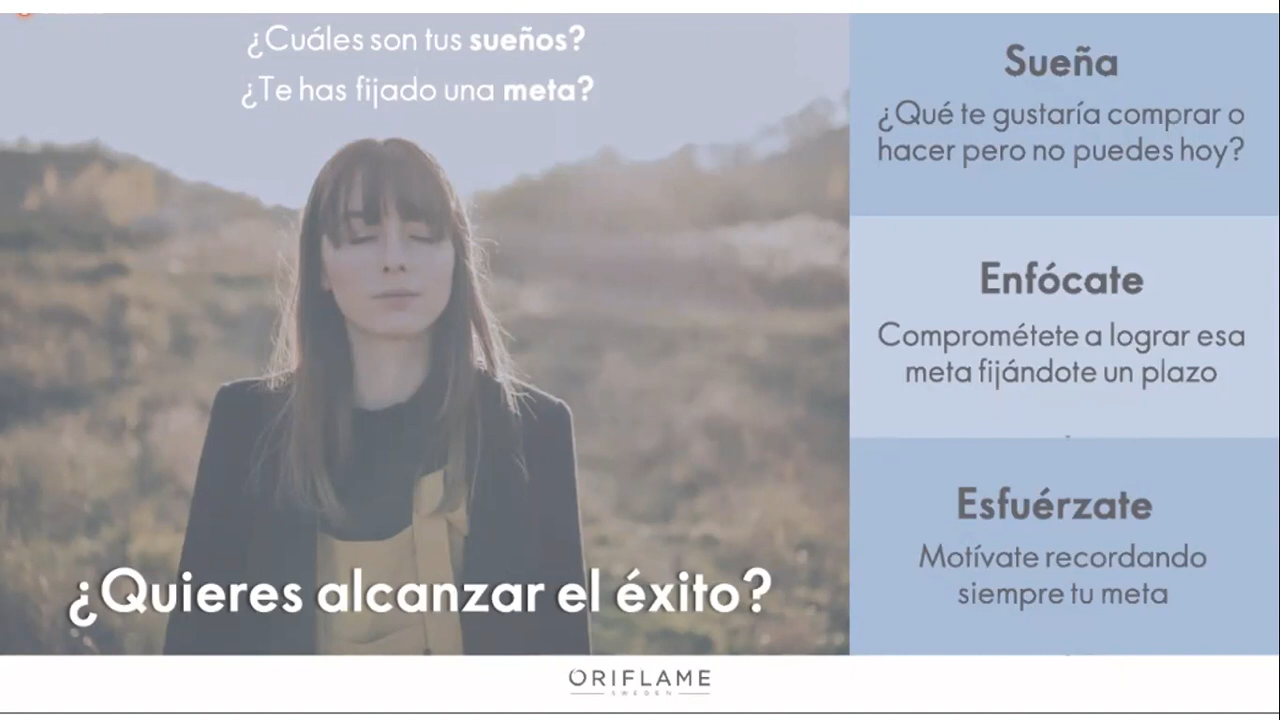 ¿Cuáles son tus sueños?
¿Te has fijado una meta?
¿Quieres alcanzar el éxito?
Sueña
¿Qué te gustaría comprar o
hacer pero no puedes hoy?
Enfócate
Comprométete a lograr esa
meta fijándote un plazo
Esfuérzate
Motívate recordando
siempre tu meta
ORIFLAME
SWEDEN